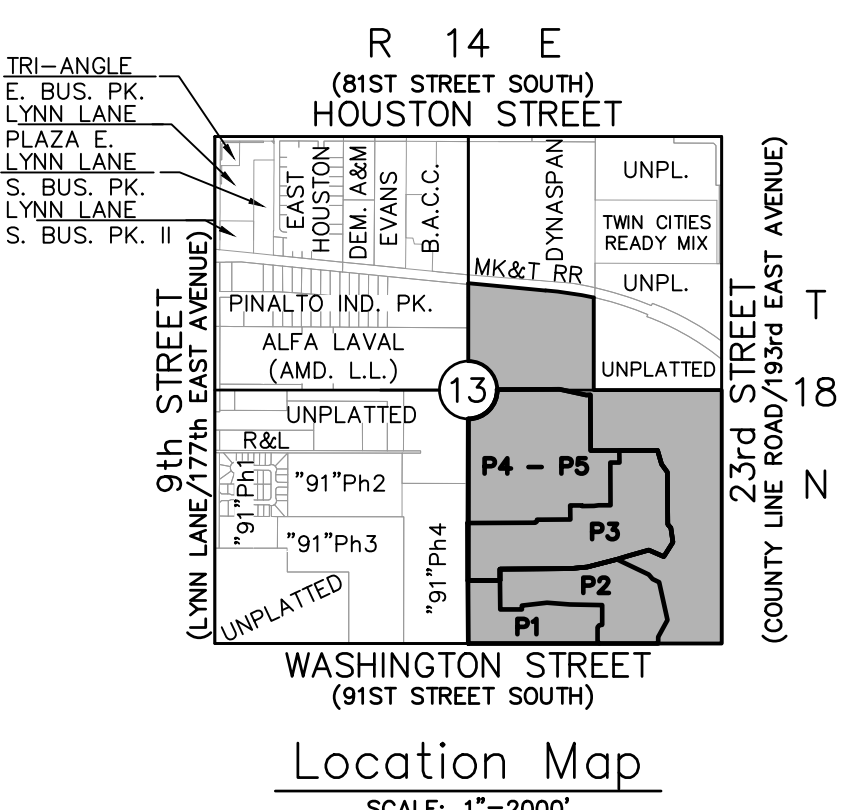 R 14 E
(81ST STREET SOUTH)
HOUSTON STREET
TRI-ANGLE
E. BUS. PK.
LYNN LANE
PLAZA E.
LYNN LANE
S. BUS. PK.
LYNN LANE
S. BUS. PK. II
EAST
HOUSTON
DEM. A&M
EVANS
B.A.C.C.
DYNASPAN
UNPL.
TWIN CITIES
READY MIX
UNPL.
MK&T RR
PINALTO IND. PK.
ALFA LAVAL
(AMD. L.L.)
UNPLATTED
13
9th STREET
(LYNN LANE/177th EAST AVENUE)
23rd STREET
(COUNTY LINE ROAD/193rd EAST AVENUE)
T
18
N
UNPLATTED
R&L
"91"Ph1
"91"Ph2
"91"Ph3
"91"Ph4
UNPLATTED
P4 - P5
P3
P2
P1
WASHINGTON STREET
(91ST STREET SOUTH)
Location Map
SCALE: 1"=2000'